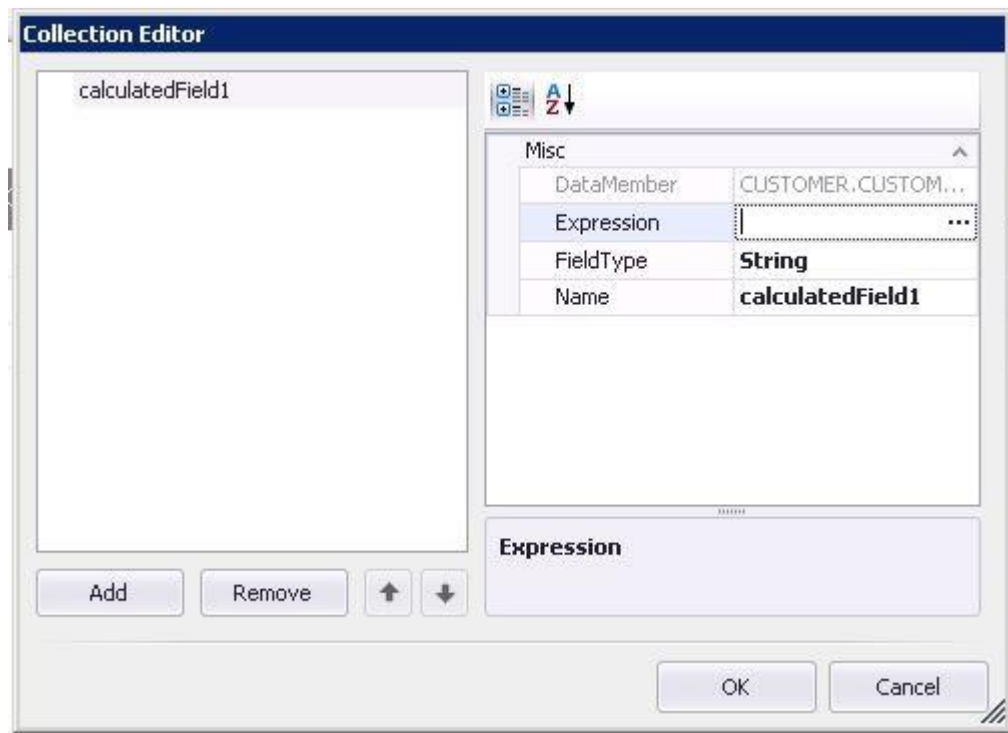 Collection Editor
calculatedField1
Misc
DataMember CUSTOMER.CUSTOM...
Expression ...
FieldType String
Name calculatedField1
Expression
Add Remove
OK Cancel